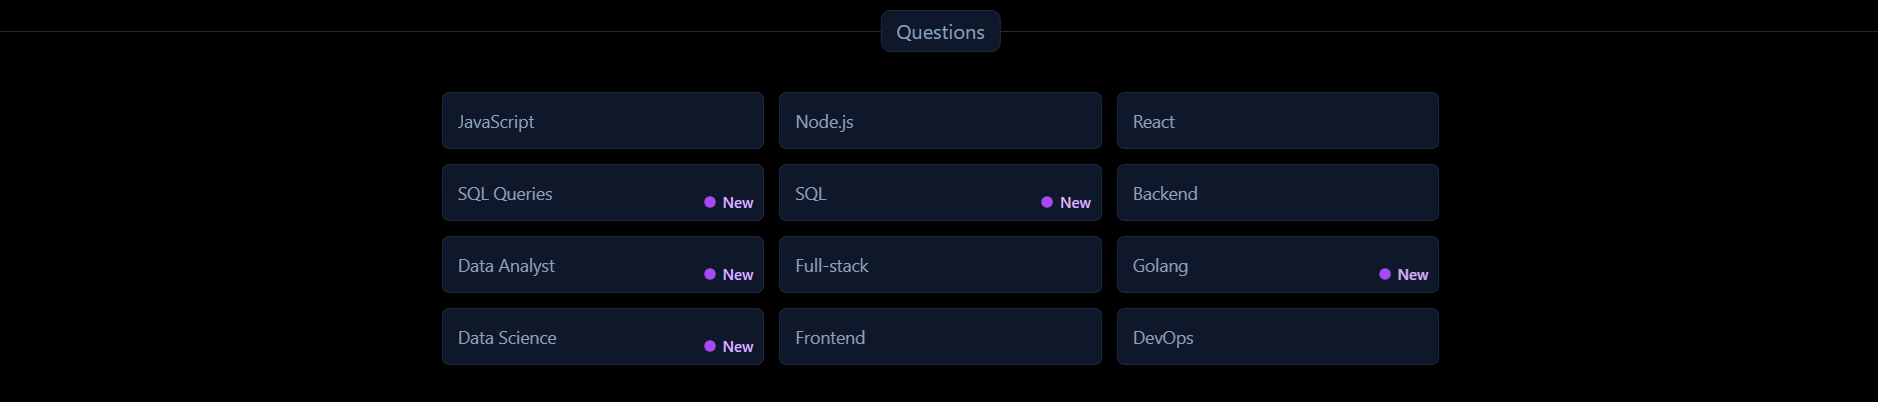 Questions
JavaScript
Node.js
React
SQL Queries
New
SQL
New
Backend
Data Analyst
New
Full-stack
Golang
New
Data Science
New
Frontend
DevOps